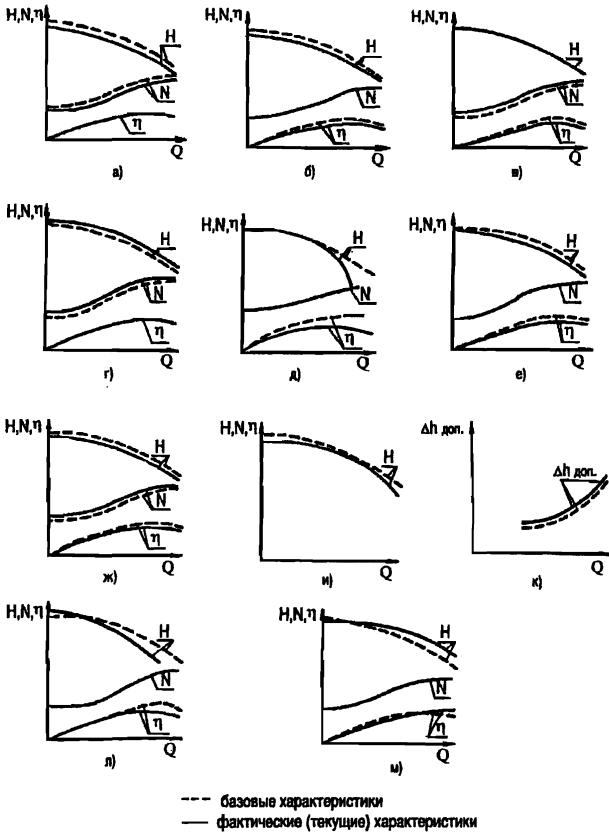 H,N,η
H
N
η
Q
а)
H,N,η
H
N
η
Q
б)
H,N,η
H
N
η
Q
в)
H,N,η
H
N
η
Q
г)
H,N,η
H
N
η
Q
д)
H,N,η
H
N
η
Q
е)
H,N,η
H
N
η
Q
ж)
H,N,η
H
Q
и)
Δh доп.
Δh доп.
Q
к)
H,N,η
H
N
η
Q
л)
H,N,η
H
N
η
Q
м)
базовые характеристики
фактические (текущие) характеристики